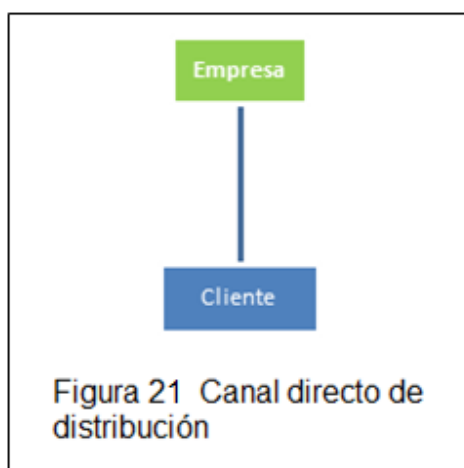 Empresa
Cliente
Figura 21  Canal directo de
distribución